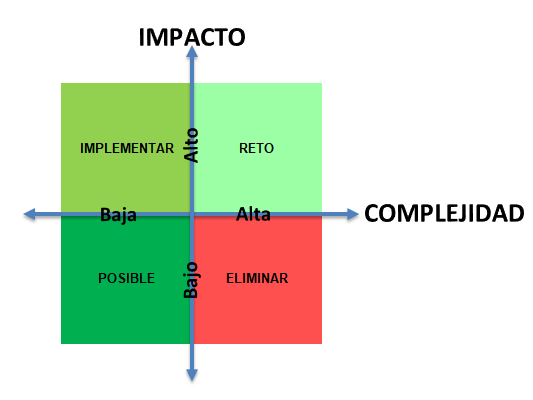 IMPACTO
Alto
IMPLEMENTAR
RETO
Baja
Alta
COMPLEJIDAD
Bajo
POSIBLE
ELIMINAR